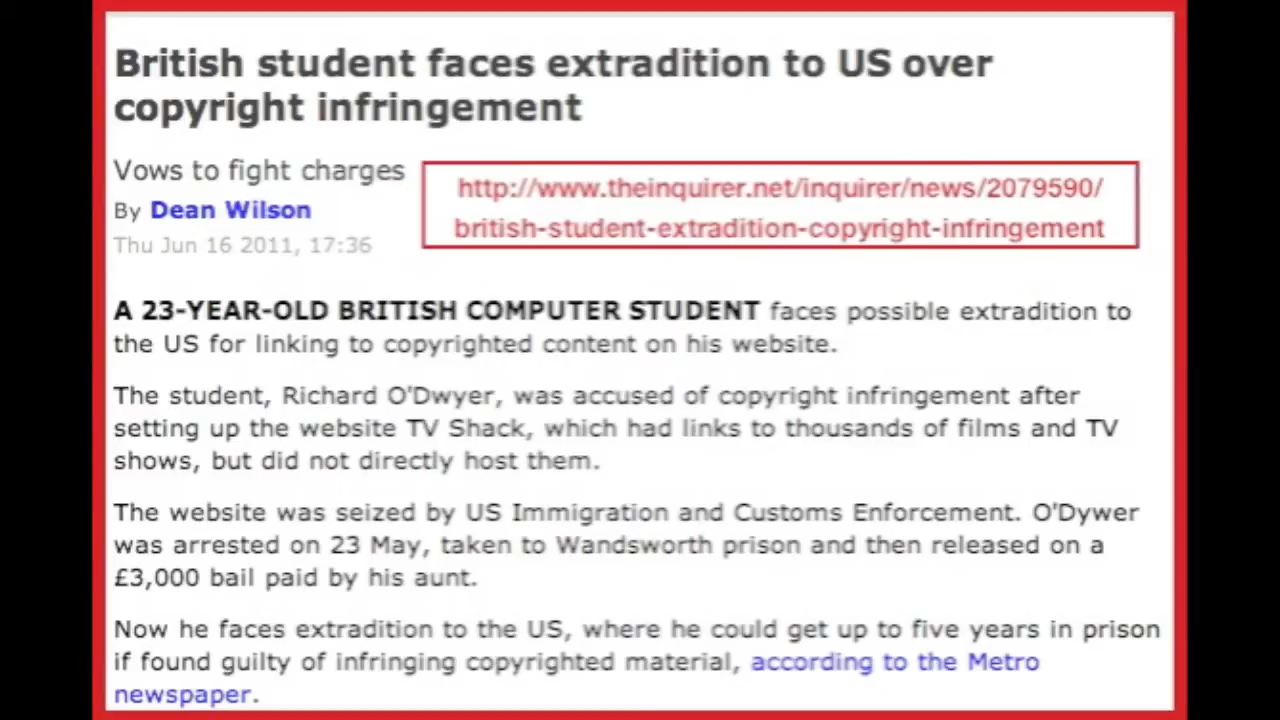 British student faces extradition to US over
copyright infringement
Vows to fight charges
By Dean Wilson
Thu Jun 16 2011, 17:36
http://www.theinquirer.net/inquirer/news/2079590/
british-student-extradition-copyright-infringement
A 23-YEAR-OLD BRITISH COMPUTER STUDENT faces possible extradition to
the US for linking to copyrighted content on his website.
The student, Richard O'Dwyer, was accused of copyright infringement after
setting up the website TV Shack, which had links to thousands of films and TV
shows, but did not directly host them.
The website was seized by US Immigration and Customs Enforcement. O'Dywer
was arrested on 23 May, taken to Wandsworth prison and then released on a
£3,000 bail paid by his aunt.
Now he faces extradition to the US, where he could get up to five years in prison
if found guilty of infringing copyrighted material, according to the Metro
newspaper.